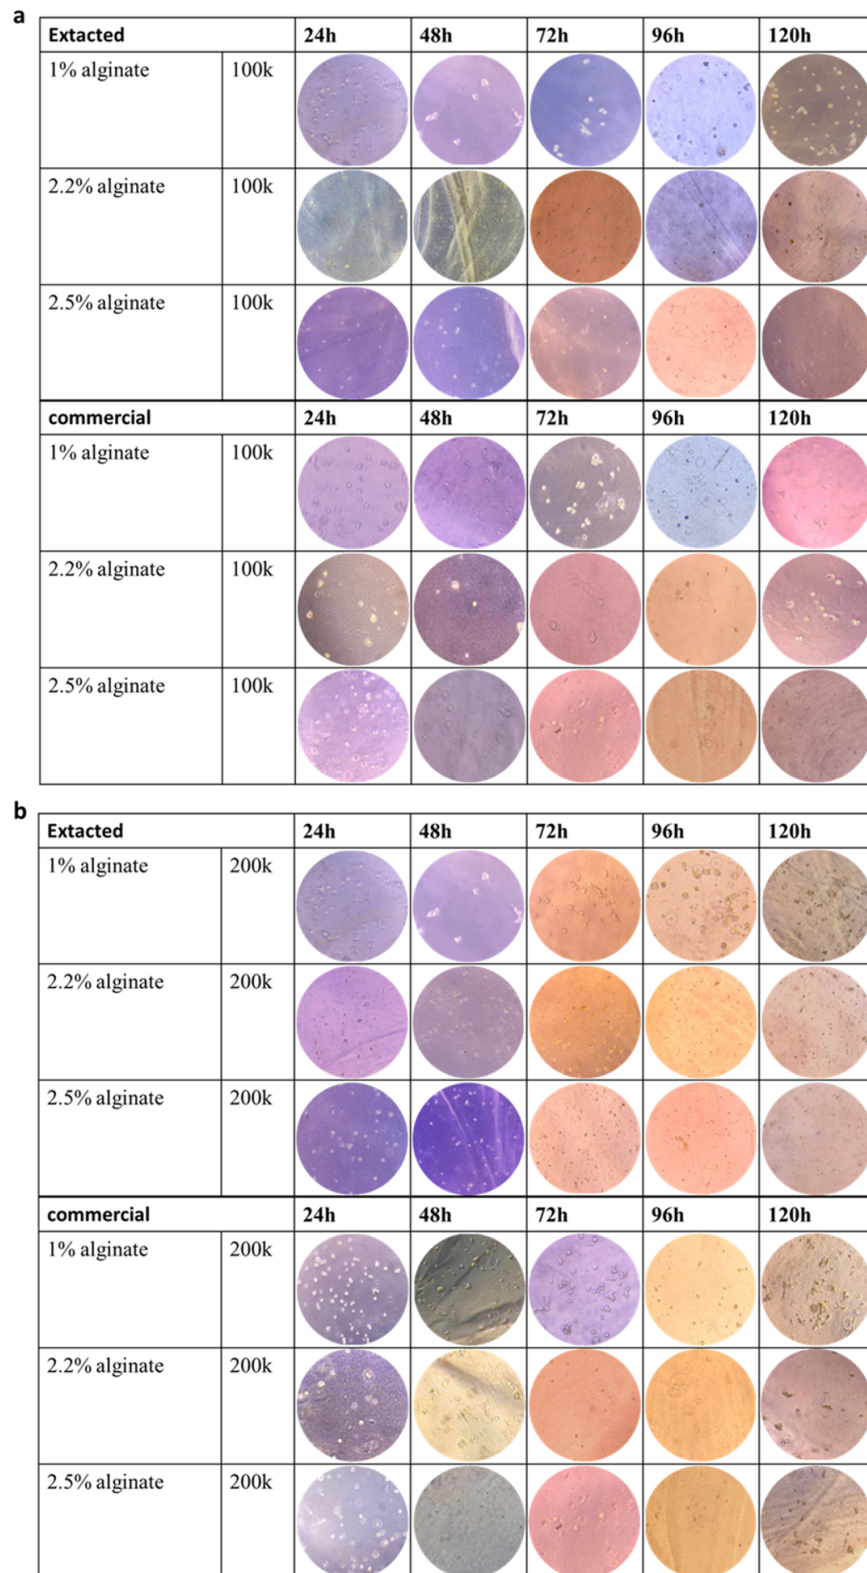 a
Extacted 24h 48h 72h 96h 120h
1% alginate 100k
2.2% alginate 100k
2.5% alginate 100k
commercial 24h 48h 72h 96h 120h
1% alginate 100k
2.2% alginate 100k
2.5% alginate 100k
b
Extacted 24h 48h 72h 96h 120h
1% alginate 200k
2.2% alginate 200k
2.5% alginate 200k
commercial 24h 48h 72h 96h 120h
1% alginate 200k
2.2% alginate 200k
2.5% alginate 200k